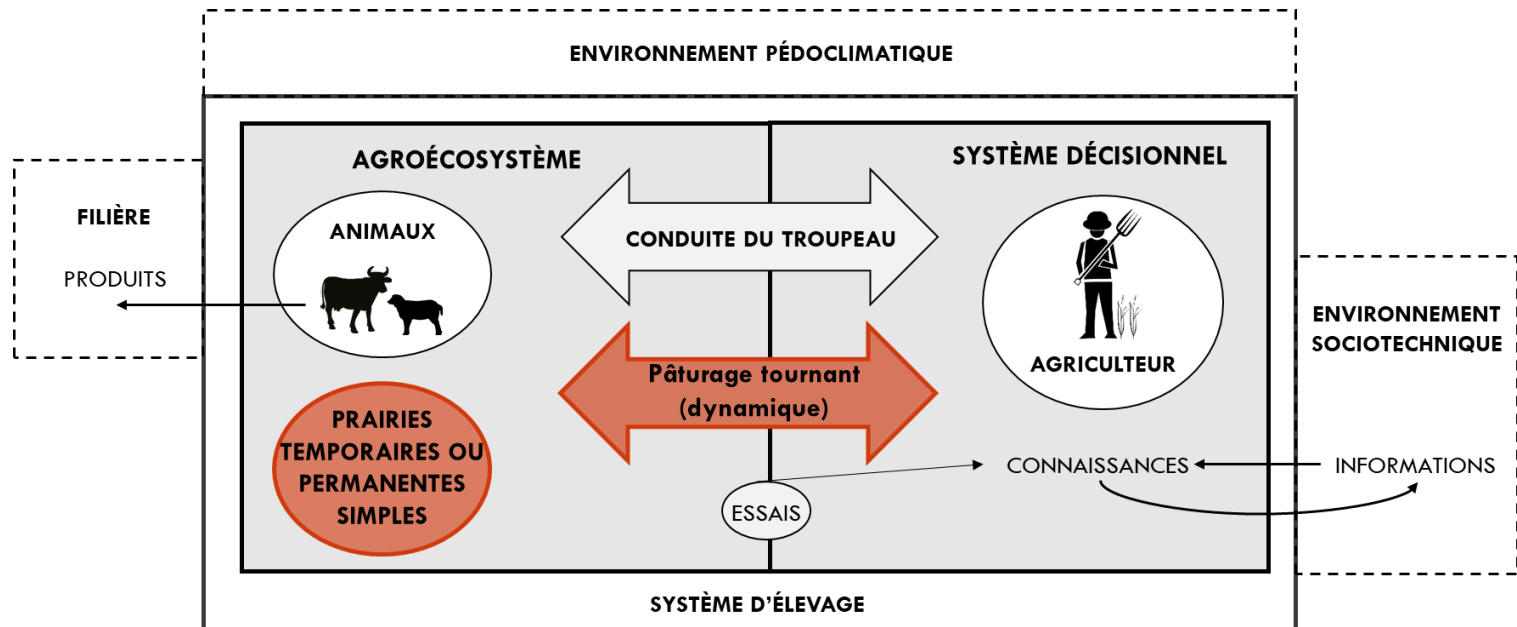 ENVIRONNEMENT PÉDOCLIMATIQUE
AGROÉCOSYSTÈME
SYSTÈME DÉCISIONNEL
FILIÈRE
PRODUITS
ANIMAUX
CONDUITE DU TROUPEAU
AGRICULTEUR
ENVIRONNEMENT
SOCIOTECHNIQUE
Pâturage tournant
(dynamique)
PRAIRIES
TEMPORAIRES OU
PERMANENTES
SIMPLES
ESSAIS
CONNAISSANCES
INFORMATIONS
SYSTÈME D'ÉLEVAGE